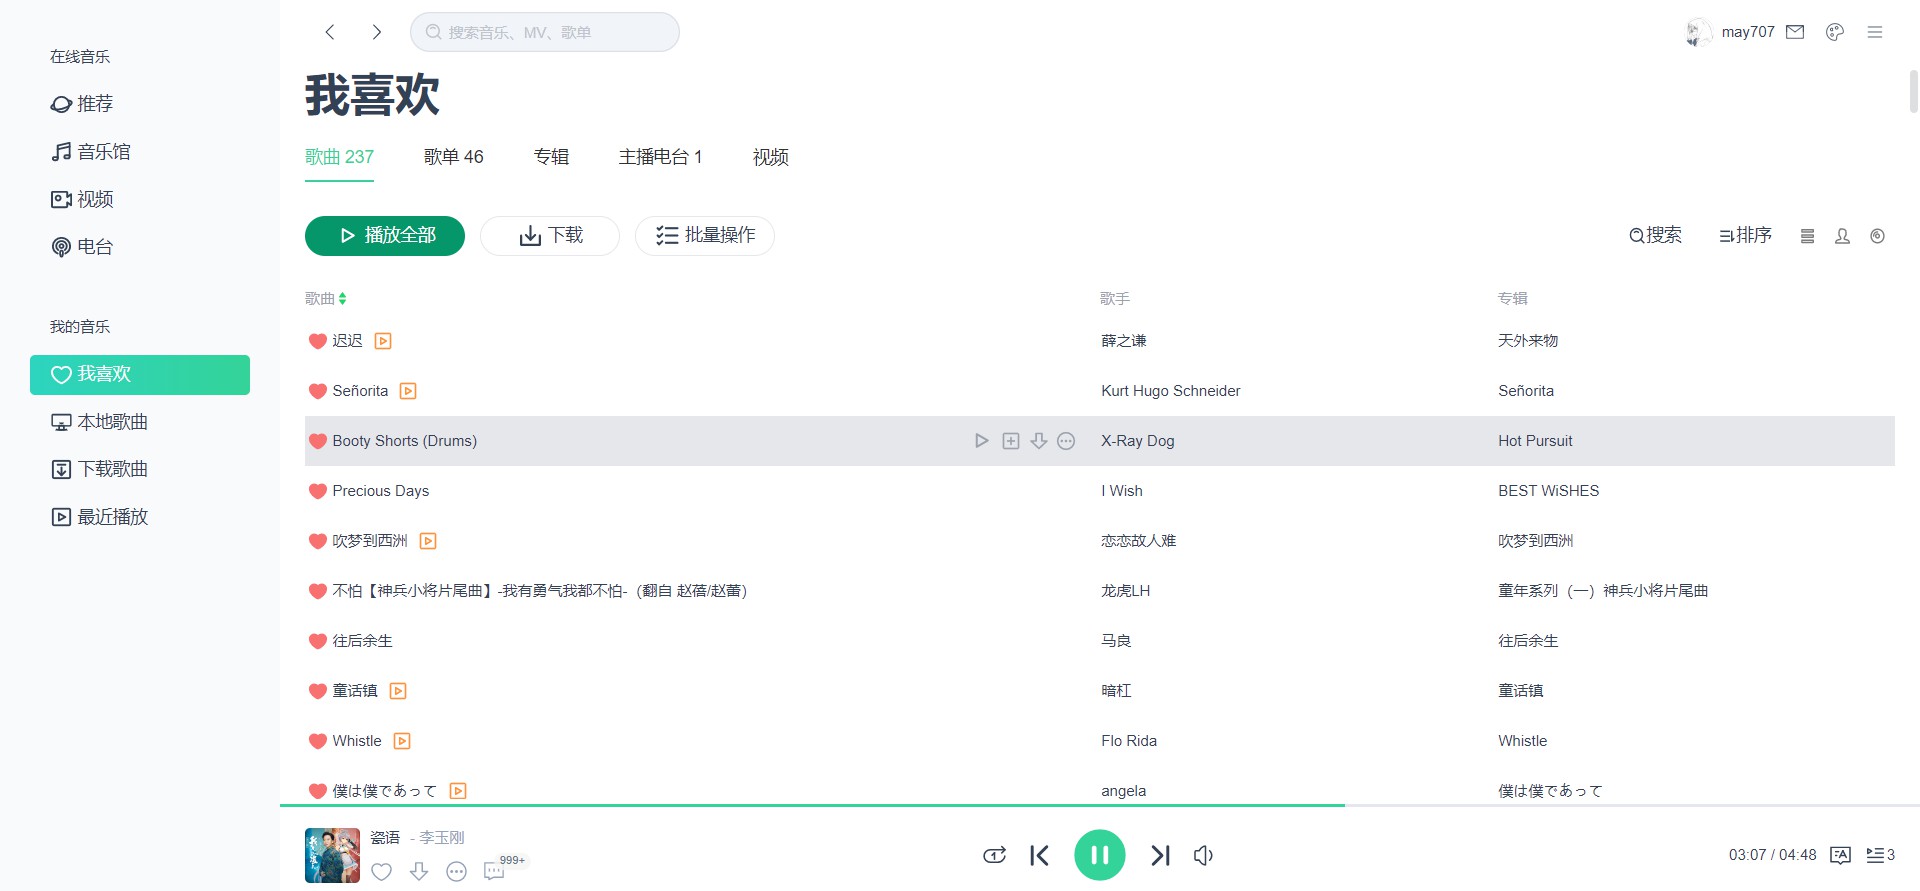 在线音乐
推荐
音乐馆
视频
电台
我的音乐
我喜欢
本地歌曲
下载歌曲
最近播放
搜索音乐、MV、歌单
may707
我喜欢
歌曲 237 歌单 46 专辑 主播电台 1 视频
播放全部 下载 批量操作 搜索 排序
歌曲 歌手 专辑
迟迟 薛之谦 天外来物
Señorita Kurt Hugo Schneider Señorita
Booty Shorts (Drums) X-Ray Dog Hot Pursuit
Precious Days I Wish BEST WiSHES
吹梦到西洲 恋恋故人难 吹梦到西洲
不怕【神兵小将片尾曲】-我有勇气我都不怕-（翻自 赵蓓/赵蕾） 龙虎LH 童年系列（一）神兵小将片尾曲
往后余生 马良 往后余生
童话镇 暗杠 童话镇
Whistle Flo Rida Whistle
僕は僕であって angela 僕は僕であって
瓷语 - 李玉刚
999+
03:07 / 04:48 3